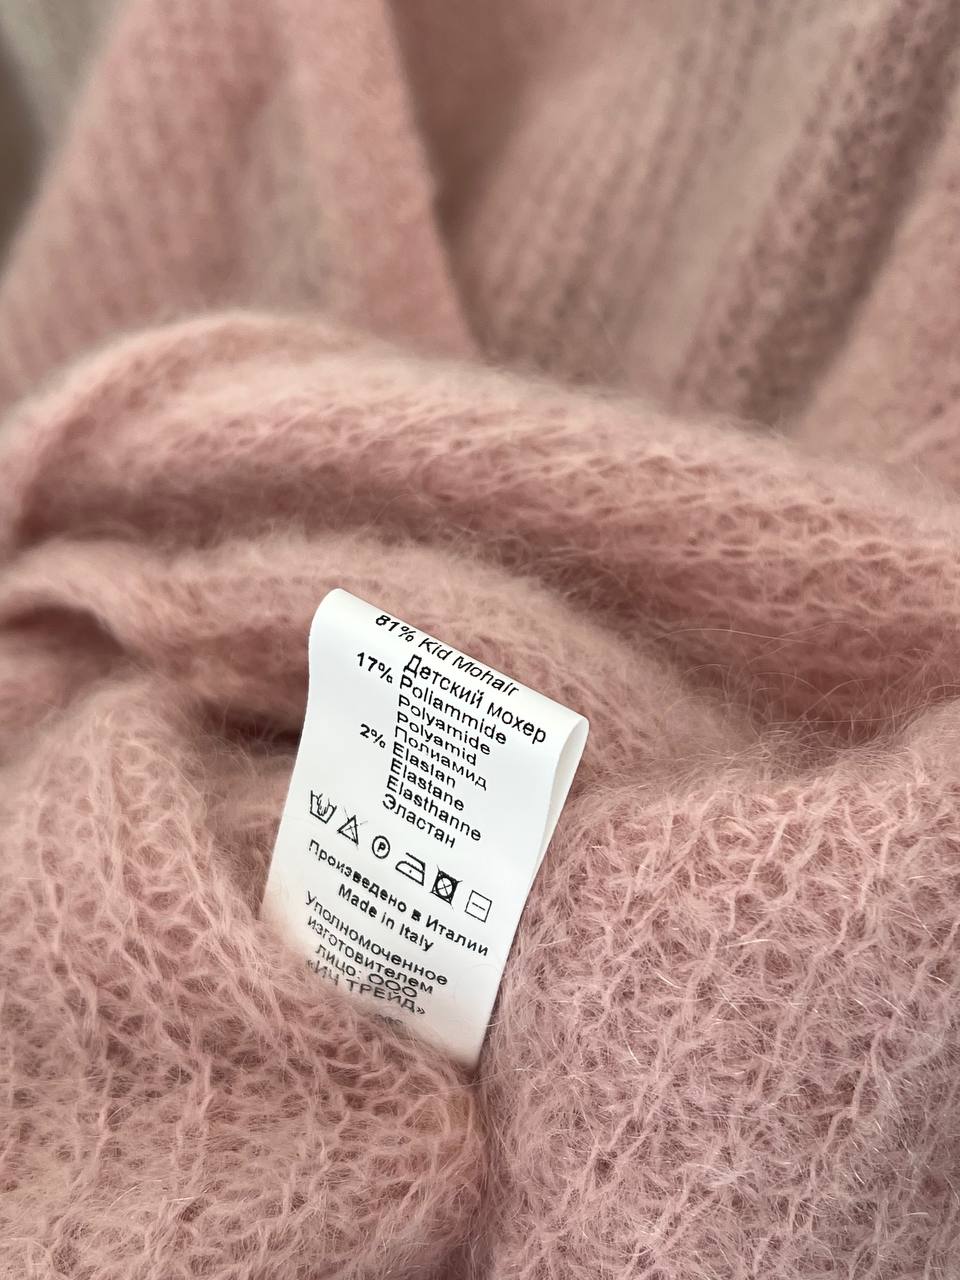 81% Kid Mohair
Детский мохер
17% Poliammide
Polyamide
Polyamid
Полиамид
2% Elastan
Elastane
Elasthanne
Эластан
P
Произведено в Италии
Made in Italy
Уполномоченное
изготовителем
лицо: ООО
«ИЧ ТРЕЙД»